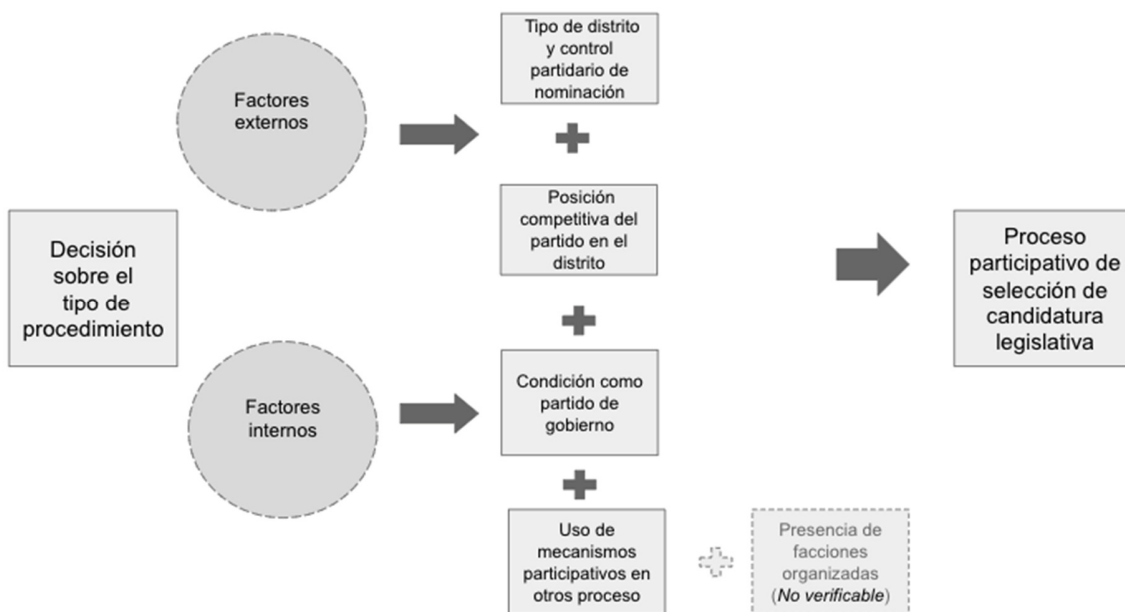 Decisión
sobre el
tipo de
procedimiento
Factores
externos
Factores
internos
Tipo de distrito
y control
partidario de
nominación
Posición
competitiva del
partido en el
distrito
Condición como
partido de
gobierno
Uso de
mecanismos
participativos en
otros proceso
Presencia de
facciones
organizadas
(No verificable)
Proceso
participativo de
selección de
candidatura
legislativa